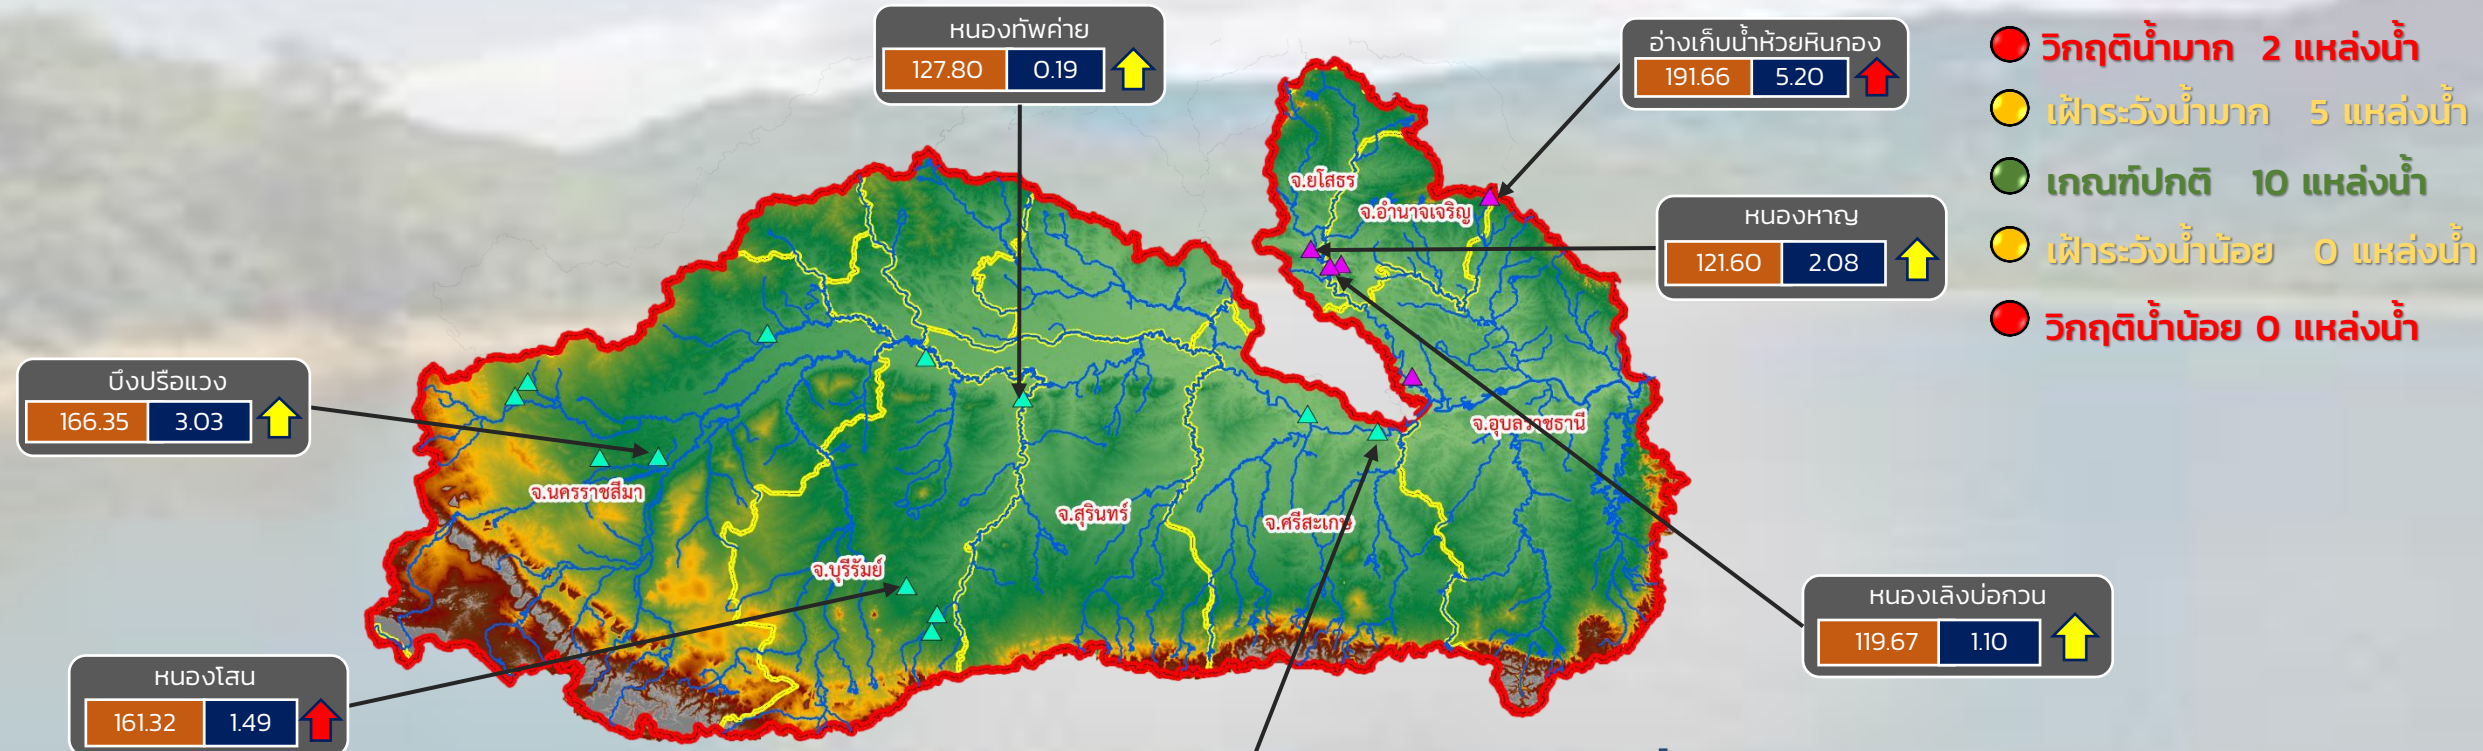 หนองทัพค่าย
127.80 0.19
อ่างเก็บน้ำห้วยหินกอง
191.66 5.20
วิกฤติน้ำมาก 2 แหล่งน้ำ
เฝ้าระวังน้ำมาก 5 แหล่งน้ำ
เกณฑ์ปกติ 10 แหล่งน้ำ
เฝ้าระวังน้ำน้อย 0 แหล่งน้ำ
วิกฤติน้ำน้อย 0 แหล่งน้ำ
จ.ยโสธร
จ.อำนาจเจริญ
หนองหาญ
121.60 2.08
บึงปรือแวง
166.35 3.03
จ.อุบลราชธานี
จ.นครราชสีมา
จ.สุรินทร์
จ.ศรีสะเกษ
จ.บุรีรัมย์
หนองเลิงบ่อกวน
119.67 1.10
หนองโสน
161.32 1.49